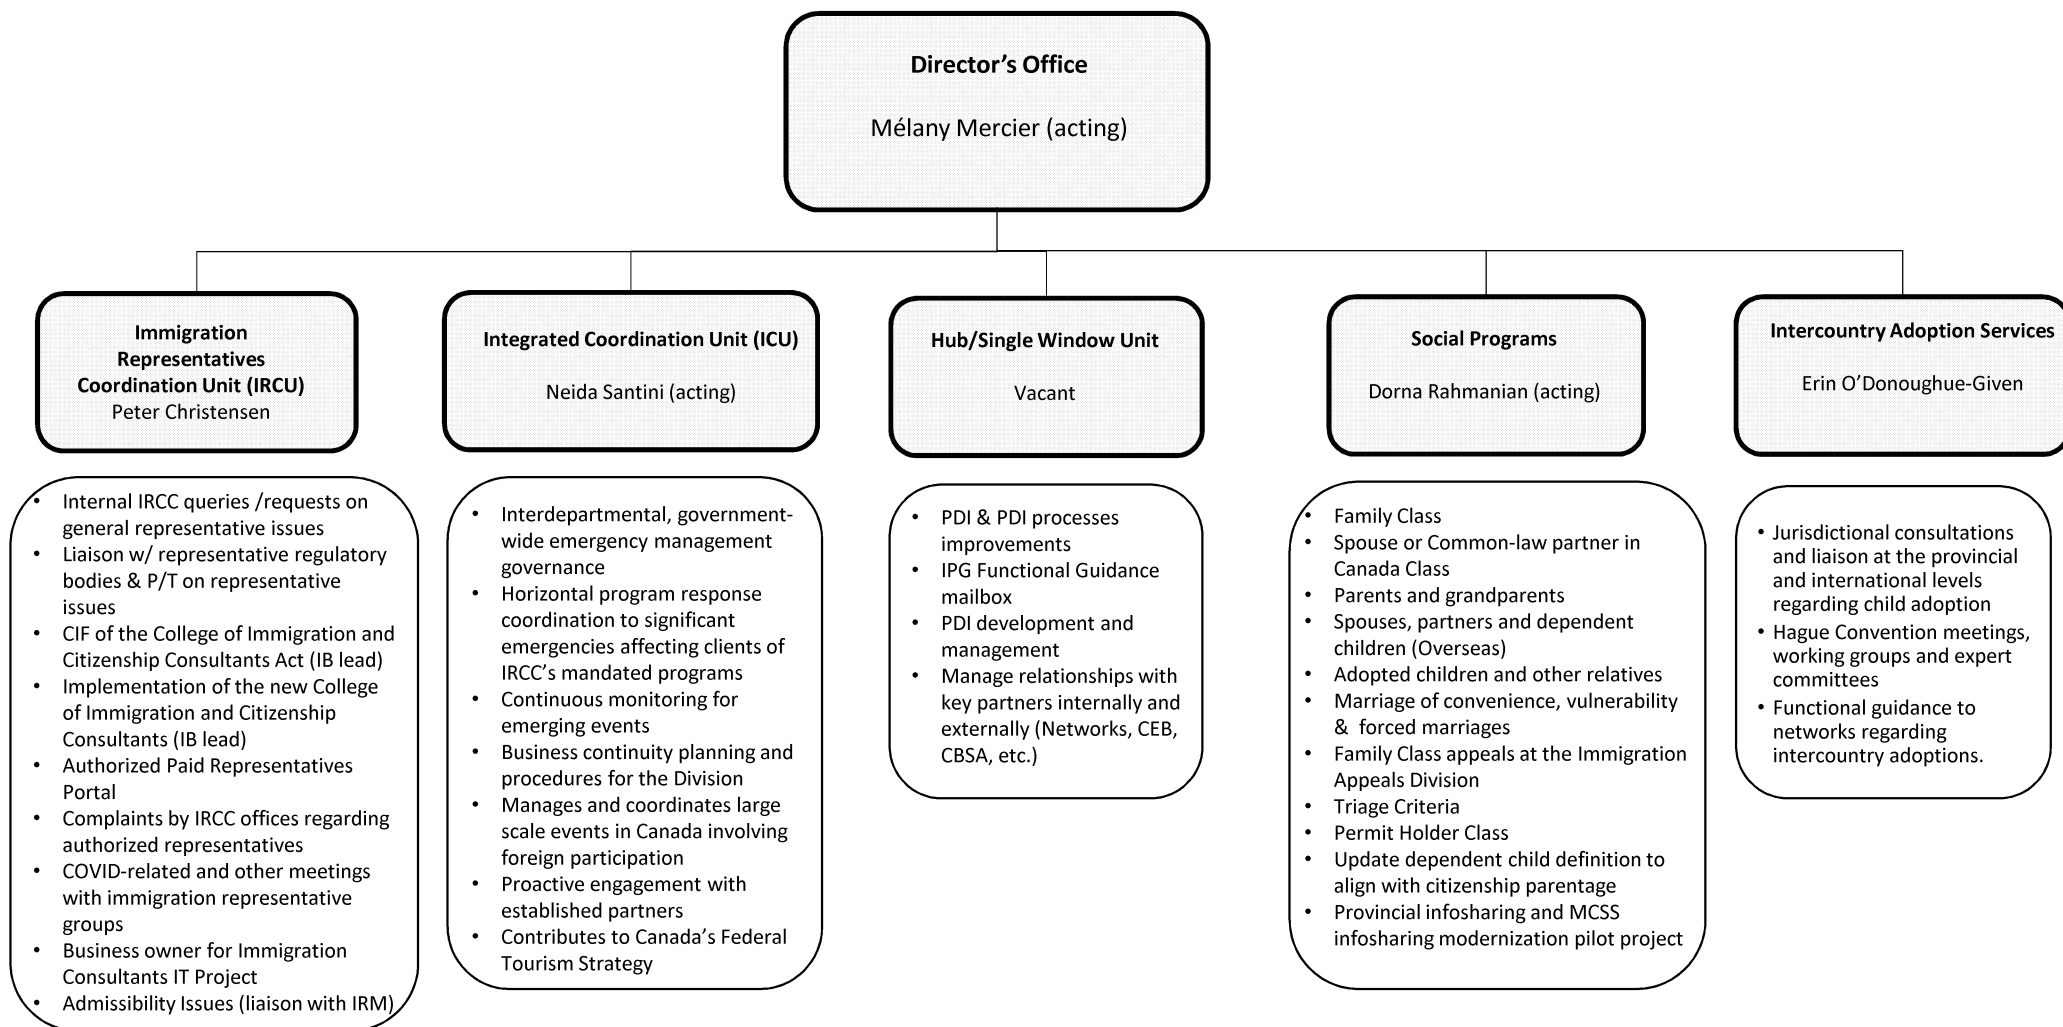 Director’s Office
Mélany Mercier (acting)
Immigration
Representatives
Coordination Unit (IRCU)
Peter Christensen
Integrated Coordination Unit (ICU)
Neida Santini (acting)
Hub/Single Window Unit
Vacant
Social Programs
Dorna Rahmanian (acting)
Intercountry Adoption Services
Erin O’Donoughue-Given
• Internal IRCC queries /requests on
general representative issues
• Liaison w/ representative regulatory
bodies & P/T on representative
issues
• CIF of the College of Immigration and
Citizenship Consultants Act (IB lead)
• Implementation of the new College
of Immigration and Citizenship
Consultants (IB lead)
• Authorized Paid Representatives
Portal
• Complaints by IRCC offices regarding
authorized representatives
• COVID-related and other meetings
with immigration representative
groups
• Business owner for Immigration
Consultants IT Project
• Admissibility Issues (liaison with IRM)
• Interdepartmental, government-
wide emergency management
governance
• Horizontal program response
coordination to significant
emergencies affecting clients of
IRCC’s mandated programs
• Continuous monitoring for
emerging events
• Business continuity planning and
procedures for the Division
• Manages and coordinates large
scale events in Canada involving
foreign participation
• Proactive engagement with
established partners
• Contributes to Canada’s Federal
Tourism Strategy
• PDI & PDI processes
improvements
• IPG Functional Guidance
mailbox
• PDI development and
management
• Manage relationships with
key partners internally and
externally (Networks, CEB,
CBSA, etc.)
• Family Class
• Spouse or Common-law partner in
Canada Class
• Parents and grandparents
• Spouses, partners and dependent
children (Overseas)
• Adopted children and other relatives
• Marriage of convenience, vulnerability
& forced marriages
• Family Class appeals at the Immigration
Appeals Division
• Triage Criteria
• Permit Holder Class
• Update dependent child definition to
align with citizenship parentage
• Provincial infosharing and MCSS
infosharing modernization pilot project
• Jurisdictional consultations
and liaison at the provincial
and international levels
regarding child adoption
• Hague Convention meetings,
working groups and expert
committees
• Functional guidance to
networks regarding
intercountry adoptions.